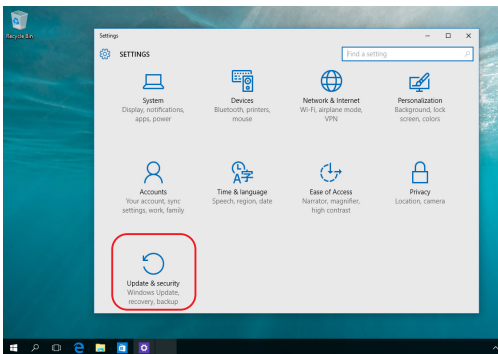 Recycle Bin
Settings
SETTINGS
Find a setting
System
Display, notifications,
apps, power
Devices
Bluetooth, printers,
mouse
Network & Internet
Wi-Fi, airplane mode,
VPN
Personalization
Background, lock
screen, colors
Accounts
Your account, sync
settings, work, family
Time & language
Speech, region, date
Ease of Access
Narrator, magnifier,
high contrast
Privacy
Location, camera
Update & security
Windows Update,
recovery, backup